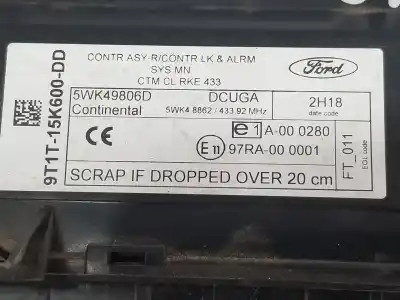 CONTR ASY-R/CONTR LK & ALRM
SYS MN
CTM CL RKE 433
Ford
5WK49806D
DCUGA
2H18
Continental
5WK4 8862 / 433,92 MHz
date code
CE
e1 A-00 0280
E11 97RA-00 0001
FT_011
EOL code
SCRAP IF DROPPED OVER 20 cm
9T1T-15K600-DD